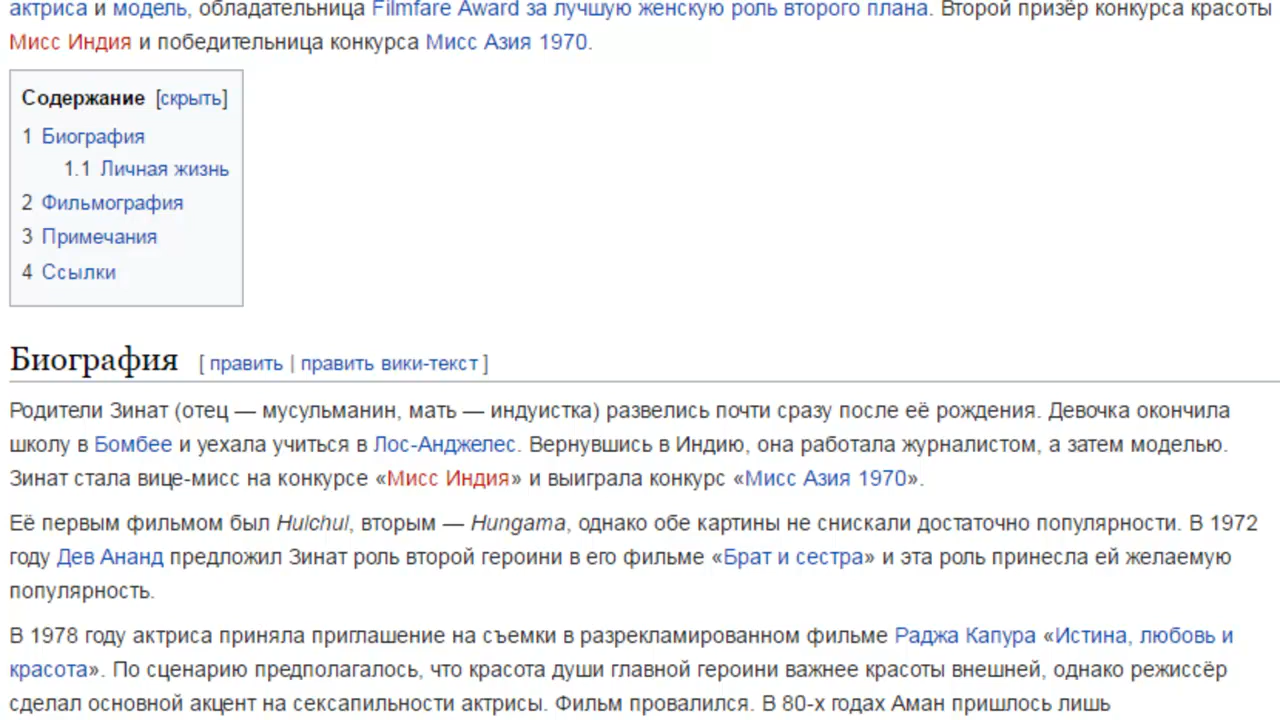 актриса и модель, обладательница Filmfare Award за лучшую женскую роль второго плана. Второй призёр конкурса красоты
Мисс Индия и победительница конкурса Мисс Азия 1970.
Содержание [скрыть]
1 Биография
1.1 Личная жизнь
2 Фильмография
3 Примечания
4 Ссылки
Биография [ править | править вики-текст ]
Родители Зинат (отец — мусульманин, мать — индуистка) развелись почти сразу после её рождения. Девочка окончила
школу в Бомбее и уехала учиться в Лос-Анджелес. Вернувшись в Индию, она работала журналистом, а затем моделью.
Зинат стала вице-мисс на конкурсе «Мисс Индия» и выиграла конкурс «Мисс Азия 1970».
Её первым фильмом был Hulchul, вторым — Hungama, однако обе картины не снискали достаточно популярности. В 1972
году Дев Ананд предложил Зинат роль второй героини в его фильме «Брат и сестра» и эта роль принесла ей желаемую
популярность.
В 1978 году актриса приняла приглашение на съемки в разрекламированном фильме Раджа Капура «Истина, любовь и
красота». По сценарию предполагалось, что красота души главной героини важнее красоты внешней, однако режиссёр
сделал основной акцент на сексапильности актрисы. Фильм провалился. В 80-х годах Аман пришлось лишь